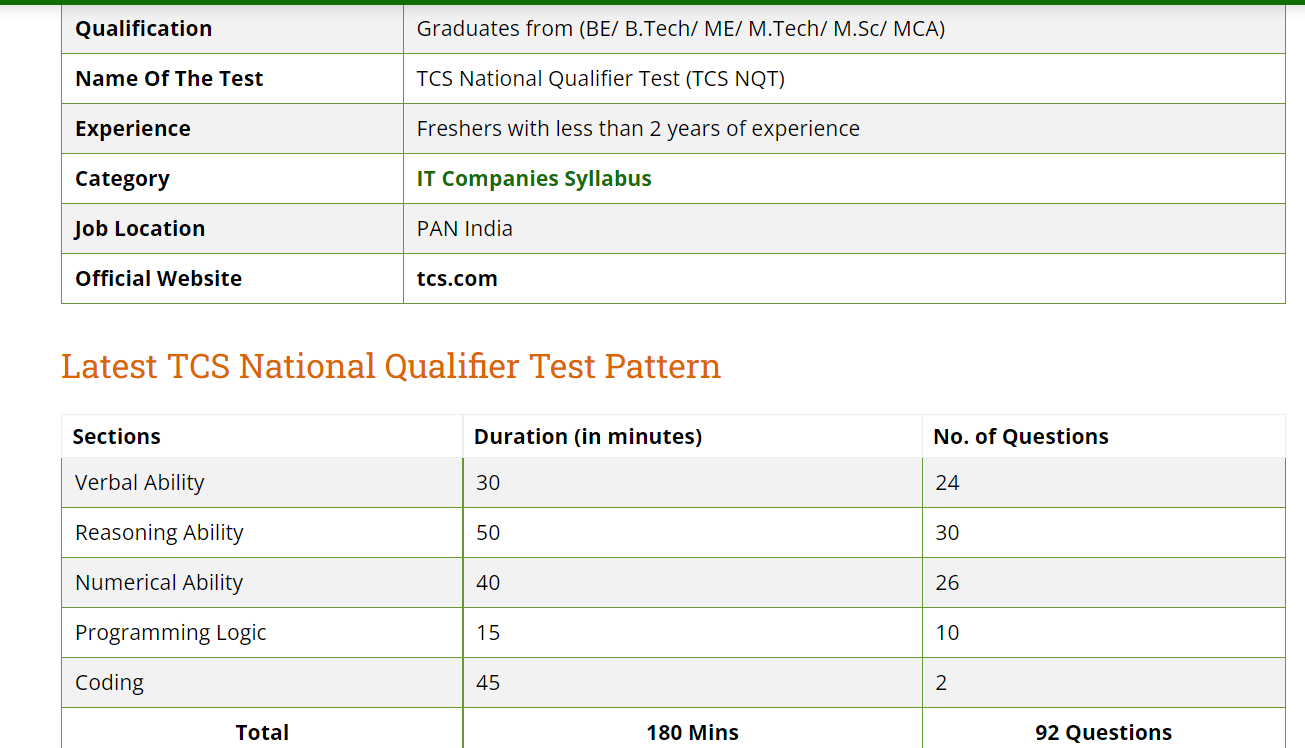 Qualification Graduates from (BE/ B.Tech/ ME/ M.Tech/ M.Sc/ MCA)
Name Of The Test TCS National Qualifier Test (TCS NQT)
Experience Freshers with less than 2 years of experience
Category IT Companies Syllabus
Job Location PAN India
Official Website tcs.com
Latest TCS National Qualifier Test Pattern
Sections Duration (in minutes) No. of Questions
Verbal Ability 30 24
Reasoning Ability 50 30
Numerical Ability 40 26
Programming Logic 15 10
Coding 45 2
Total 180 Mins 92 Questions